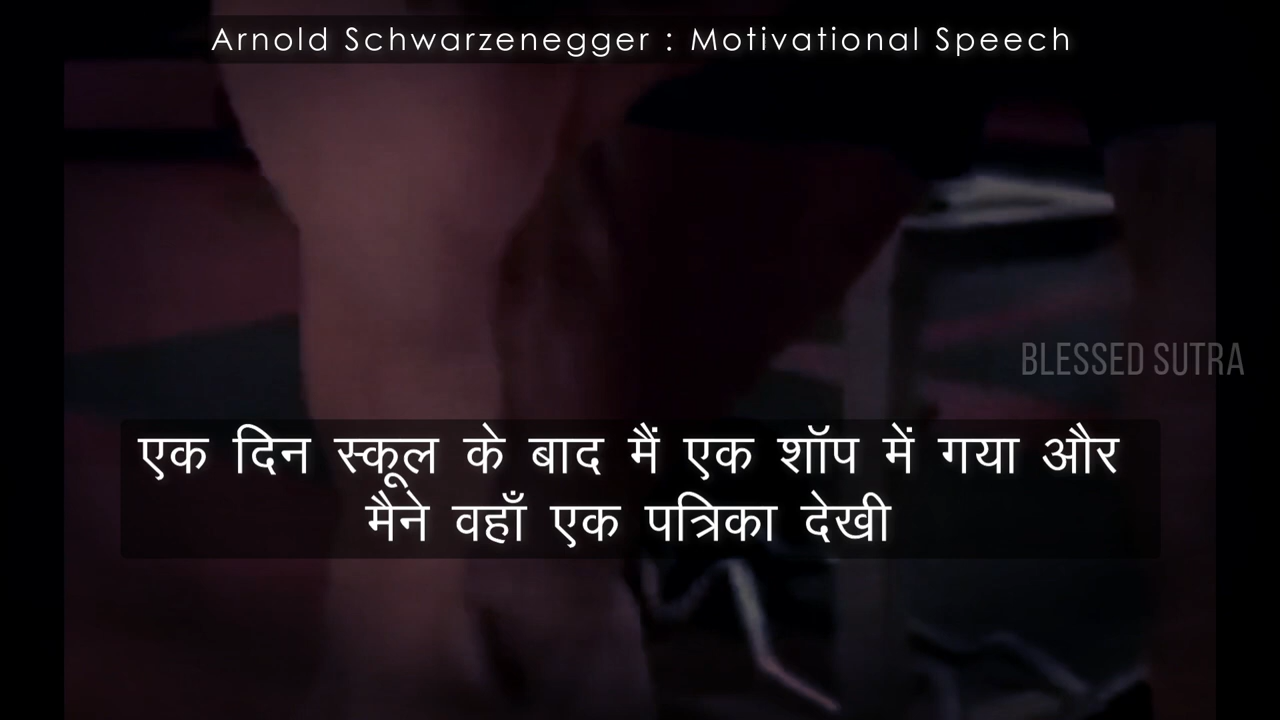 Arnold Schwarzenegger : Motivational Speech
BLESSED SUTRA
एक दिन स्कूल के बाद मैं एक शॉप में गया और
मैने वहाँ एक पत्रिका देखी